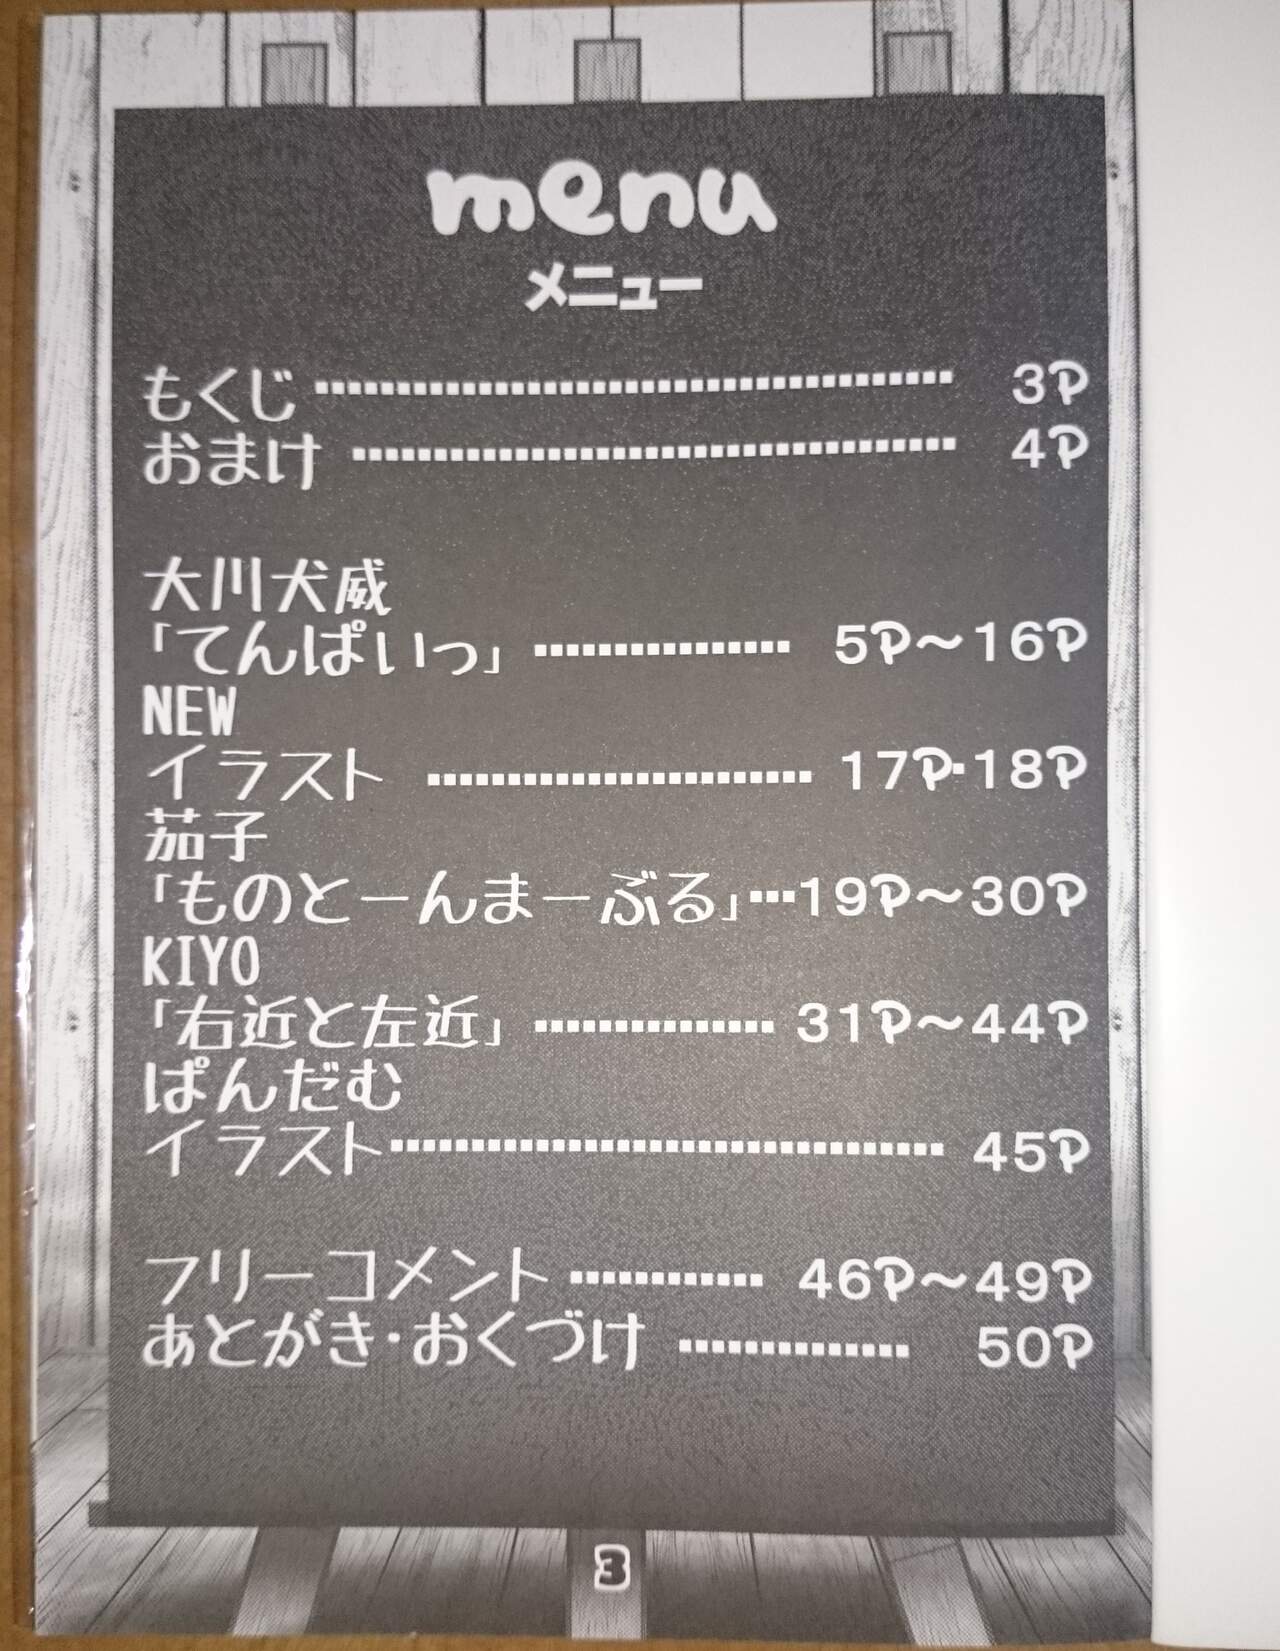 menu
メニュー
もくじ……………………………… 3P
おまけ ……………………………… 4P
大川犬威
「てんぱいっ」 ……………… 5P～16P
NEW
イラスト …………………… 17P・18P
茄子
「ものとーんまーぶる」…19P～30P
KIYO
「右近と左近」 …………… 31P～44P
ぱんだむ
イラスト…………………………… 45P
フリーコメント ………… 46P～49P
あとがき・おくづけ ………… 50P
3